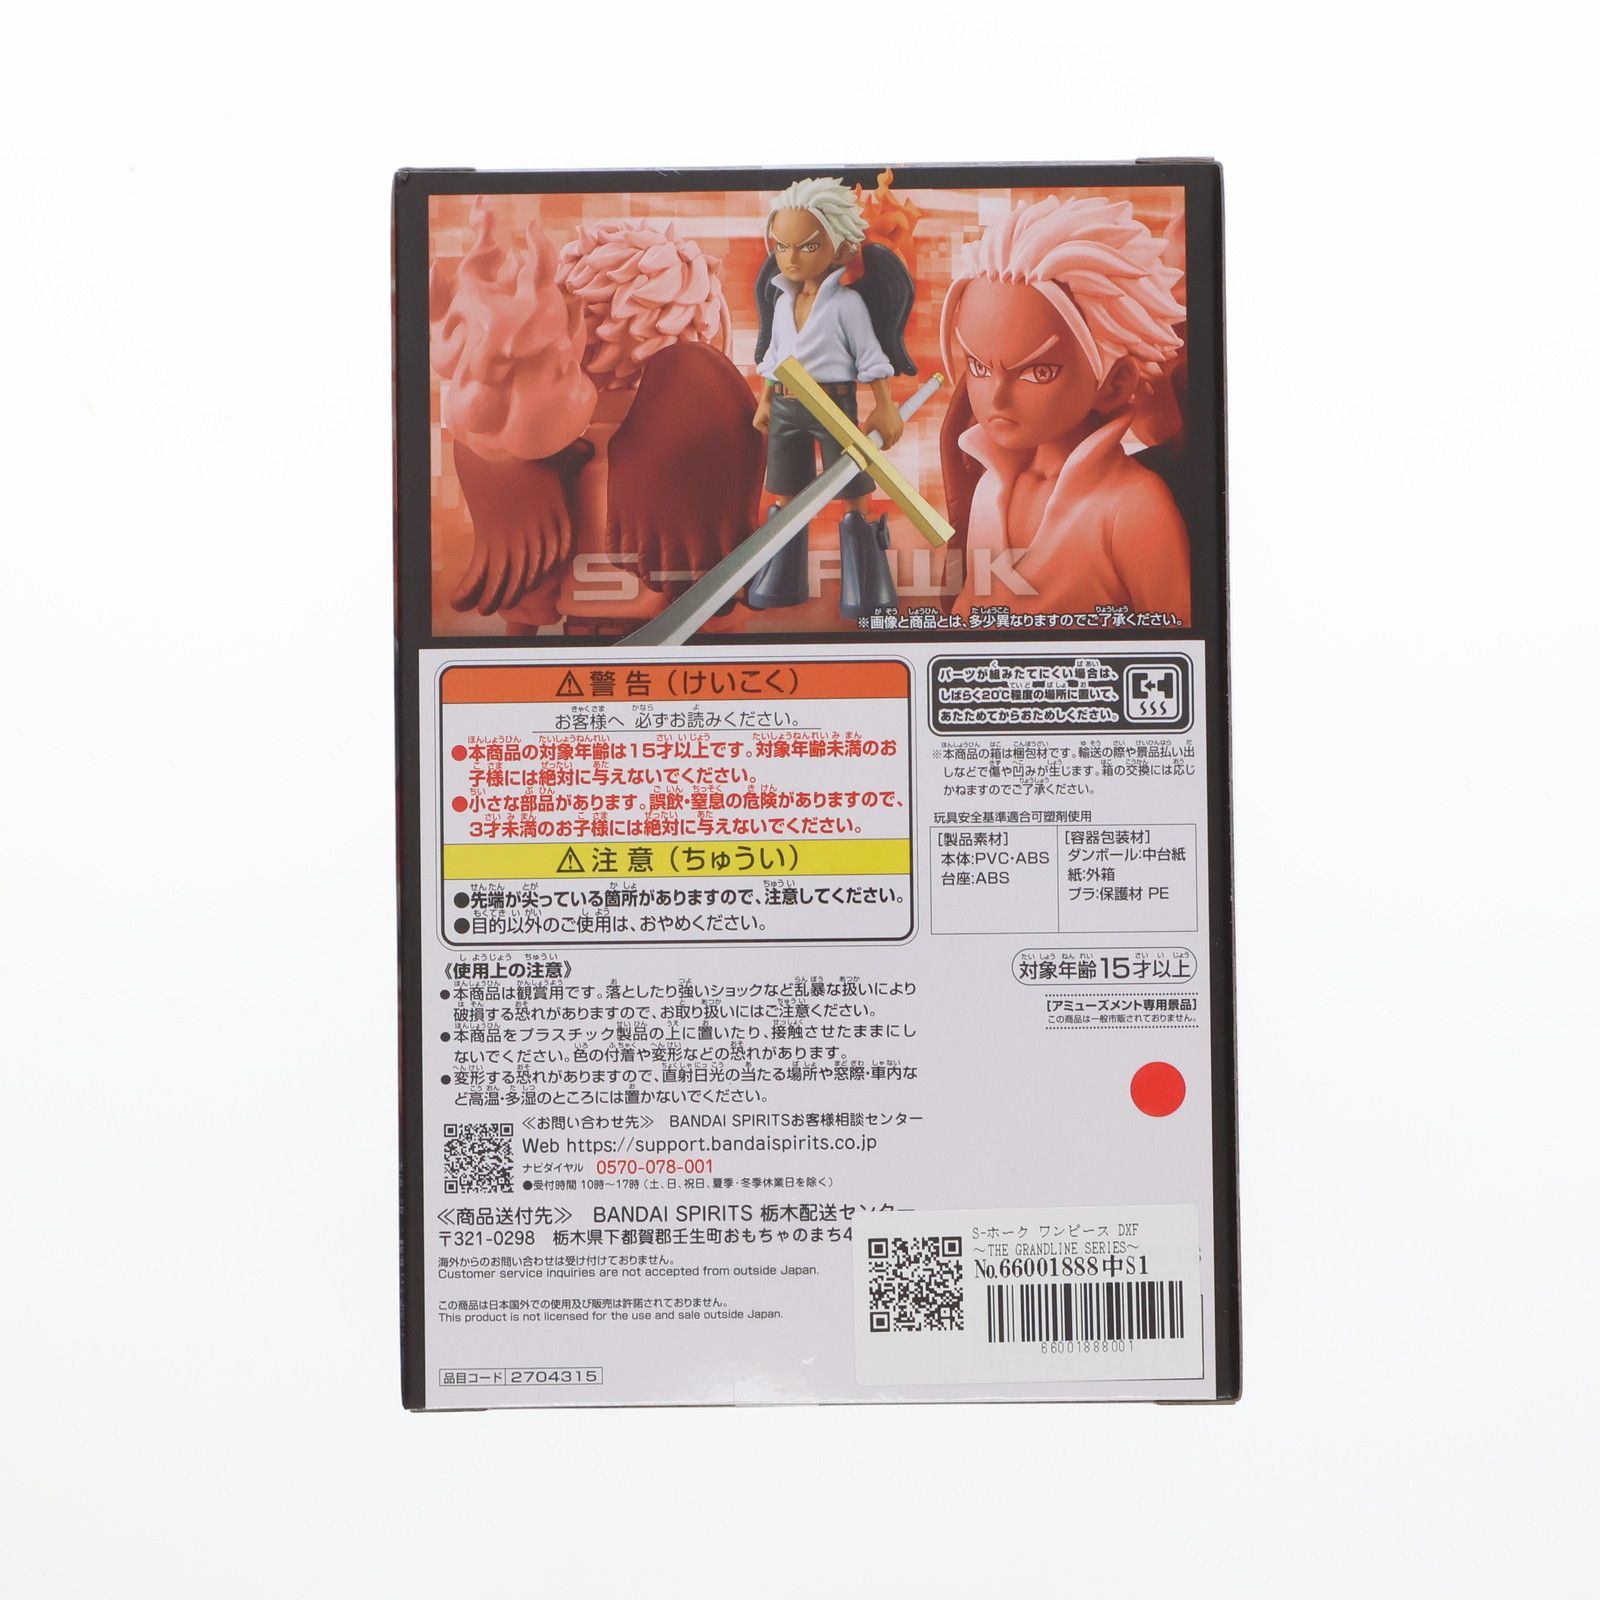 S- AWK
※画像と商品とは、多少異なりますのでご了承ください。
⚠警告（けいこく）
お客様へ 必ずお読みください。
●本商品の対象年齢は15才以上です。対象年齢未満のお
子様には絶対に与えないでください。
●小さな部品があります。誤飲・窒息の危険がありますので、
3才未満のお子様には絶対に与えないでください。
⚠注意（ちゅうい）
●先端が尖っている箇所がありますので、注意してください。
●目的以外のご使用は、おやめください。
《使用上の注意》
●本商品は観賞用です。落としたり強いショックなど乱暴な扱いにより
破損する恐れがありますので、お取り扱いにはご注意ください。
●本商品をプラスチック製品の上に置いたり、接触させたままにし
ないでください。色の付着や変形などの恐れがあります。
●変形する恐れがありますので、直射日光の当たる場所や窓際・車内な
ど高温・多湿のところには置かないでください。
≪お問い合わせ先≫ BANDAI SPIRITSお客様相談センター
Web https://support.bandaispirits.co.jp
ナビダイヤル 0570-078-001
●受付時間 10時〜17時（土、日、祝日、夏季・冬季休業日を除く）
≪商品送付先≫ BANDAI SPIRITS 栃木配送センター
〒321-0298 栃木県下都賀郡壬生町おもちゃのまち4
海外からのお問い合わせは受け付けておりません。
Customer service inquiries are not accepted from outside Japan.
この商品は日本国外での使用及び販売は許諾されておりません。
This product is not licensed for the use and sale outside Japan.
品目コード 2704315
パーツが組みたてにくい場合は、
しばらく20℃程度の場所に置いて、
あたためてからおためしください。
※本商品の箱は梱包材です。輸送の際や景品払い出
しなどで傷や凹みが生じます。箱の交換には応じ
かねますのでご了承ください。
玩具安全基準適合可塑剤使用
[製品素材]
本体:PVC・ABS
台座:ABS
[容器包装材]
ダンボール:中台紙
紙:外箱
プラ:保護材 PE
対象年齢15才以上
[アミューズメント専用景品]
この商品は一般市販されておりません。
S-ホーク ワンピース DXF
〜THE GRANDLINE SERIES〜
No.66001888中S1
66001888001